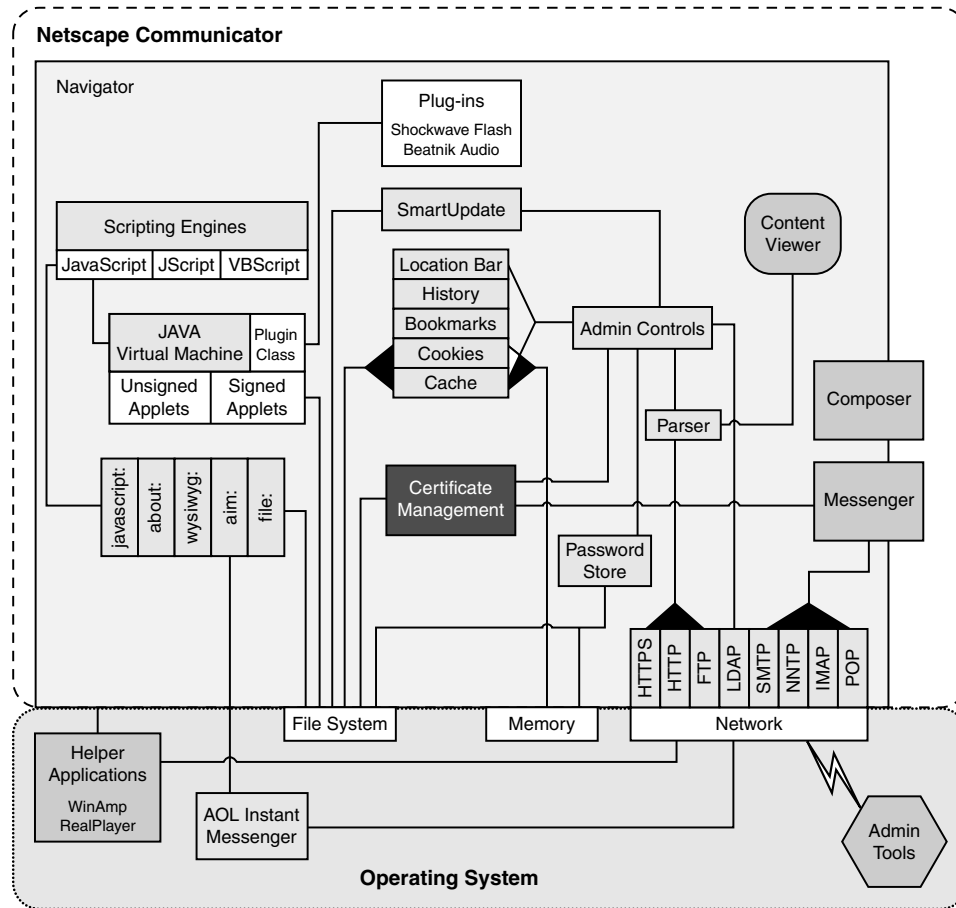 Netscape Communicator
Navigator
Plug-ins
Shockwave Flash
Beatnik Audio
SmartUpdate
Content
Viewer
Scripting Engines
JavaScript
JScript
VBScript
Location Bar
History
Bookmarks
Cookies
Cache
Admin Controls
JAVA
Virtual Machine
Plugin
Class
Unsigned
Applets
Signed
Applets
Parser
Composer
javascript:
about:
wysiwyg:
aim:
file:
Certificate
Management
Messenger
Password
Store
HTTPS
HTTP
FTP
LDAP
SMTP
NNTP
IMAP
POP
File System
Memory
Network
Helper
Applications
WinAmp
RealPlayer
AOL Instant
Messenger
Admin
Tools
Operating System